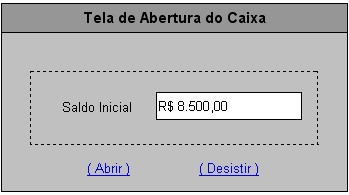 Tela de Abertura do Caixa
Saldo Inicial R$ 8.500,00
( Abrir ) ( Desistir )